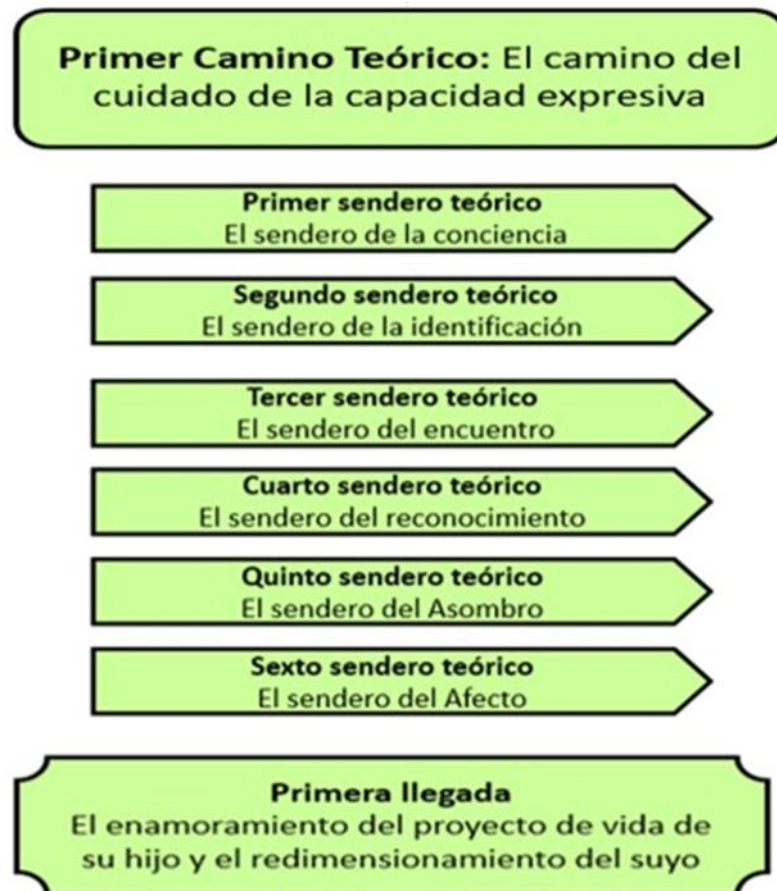 Primer Camino Teórico: El camino del
cuidado de la capacidad expresiva
Primer sendero teórico
El sendero de la conciencia
Segundo sendero teórico
El sendero de la identificación
Tercer sendero teórico
El sendero del encuentro
Cuarto sendero teórico
El sendero del reconocimiento
Quinto sendero teórico
El sendero del Asombro
Sexto sendero teórico
El sendero del Afecto
Primera llegada
El enamoramiento del proyecto de vida de
su hijo y el redimensionamiento del suyo